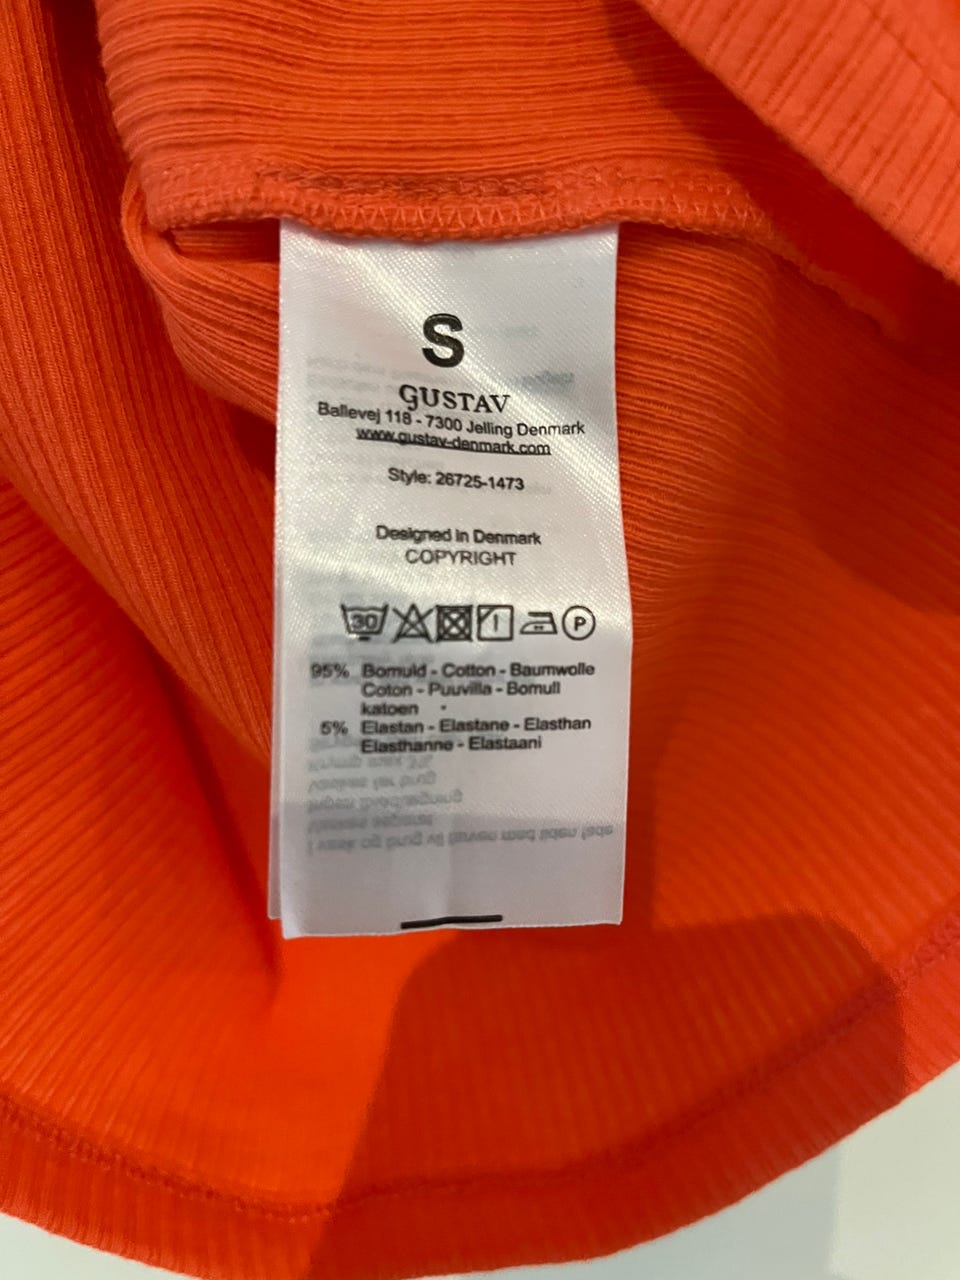 S
GUSTAV
Ballevej 118 - 7300 Jelling Denmark
www.gustav-denmark.com
Style: 26725-1473
Designed in Denmark
COPYRIGHT
30 P
95% Bomuld - Cotton - Baumwolle
Coton - Puuvilla - Bomull
katoen
5% Elastan - Elastane - Elasthan
Elasthanne - Elastaani